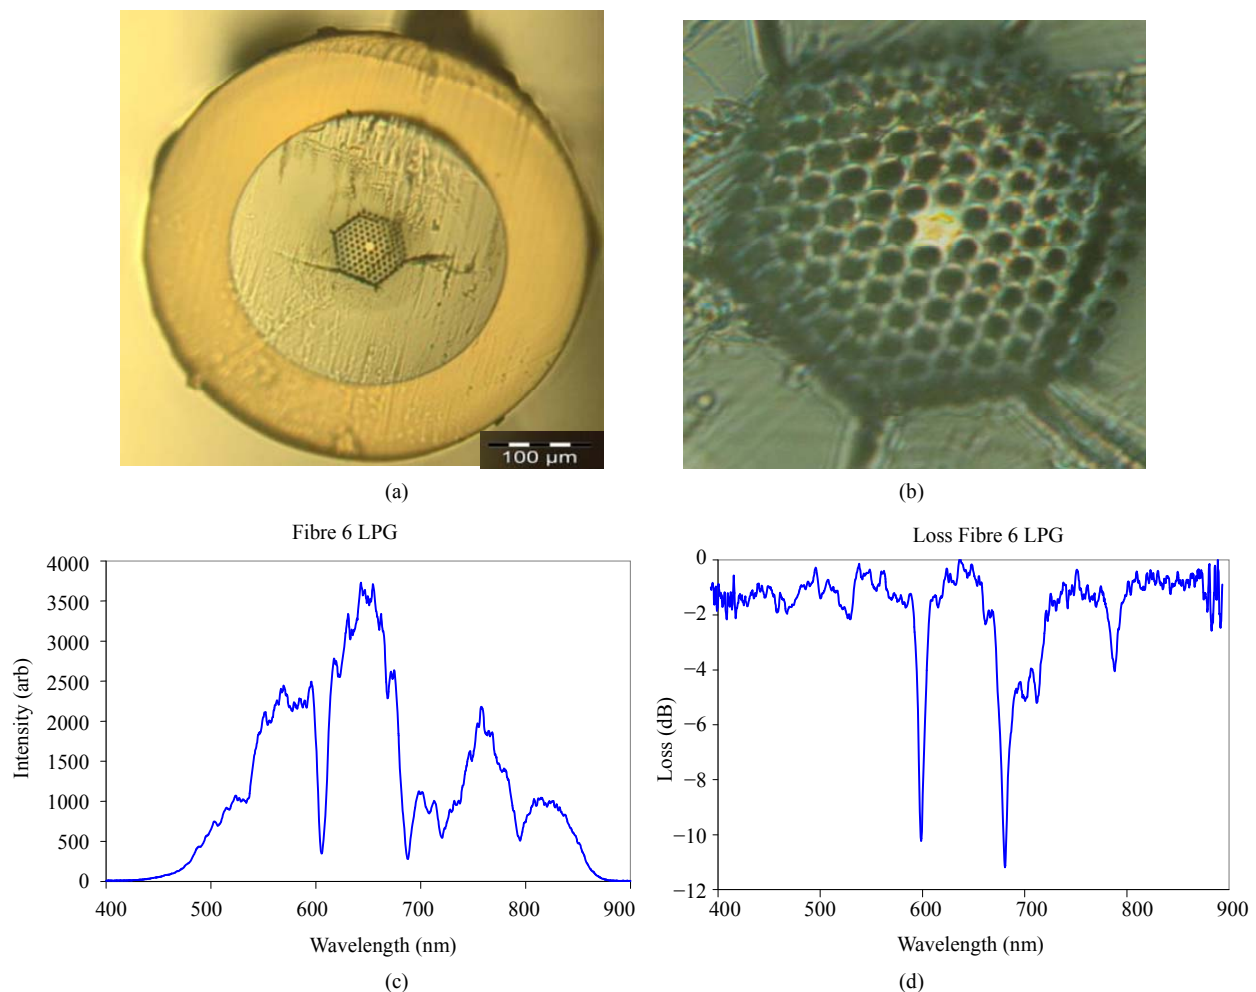 100 µm
(a)
(b)
Fibre 6 LPG
Intensity (arb)
4000
3500
3000
2500
2000
1500
1000
500
0
400
500
600
700
800
900
Wavelength (nm)
(c)
Loss Fibre 6 LPG
Loss (dB)
0
−2
−4
−6
−8
−10
−12
400
500
600
700
800
900
Wavelength (nm)
(d)